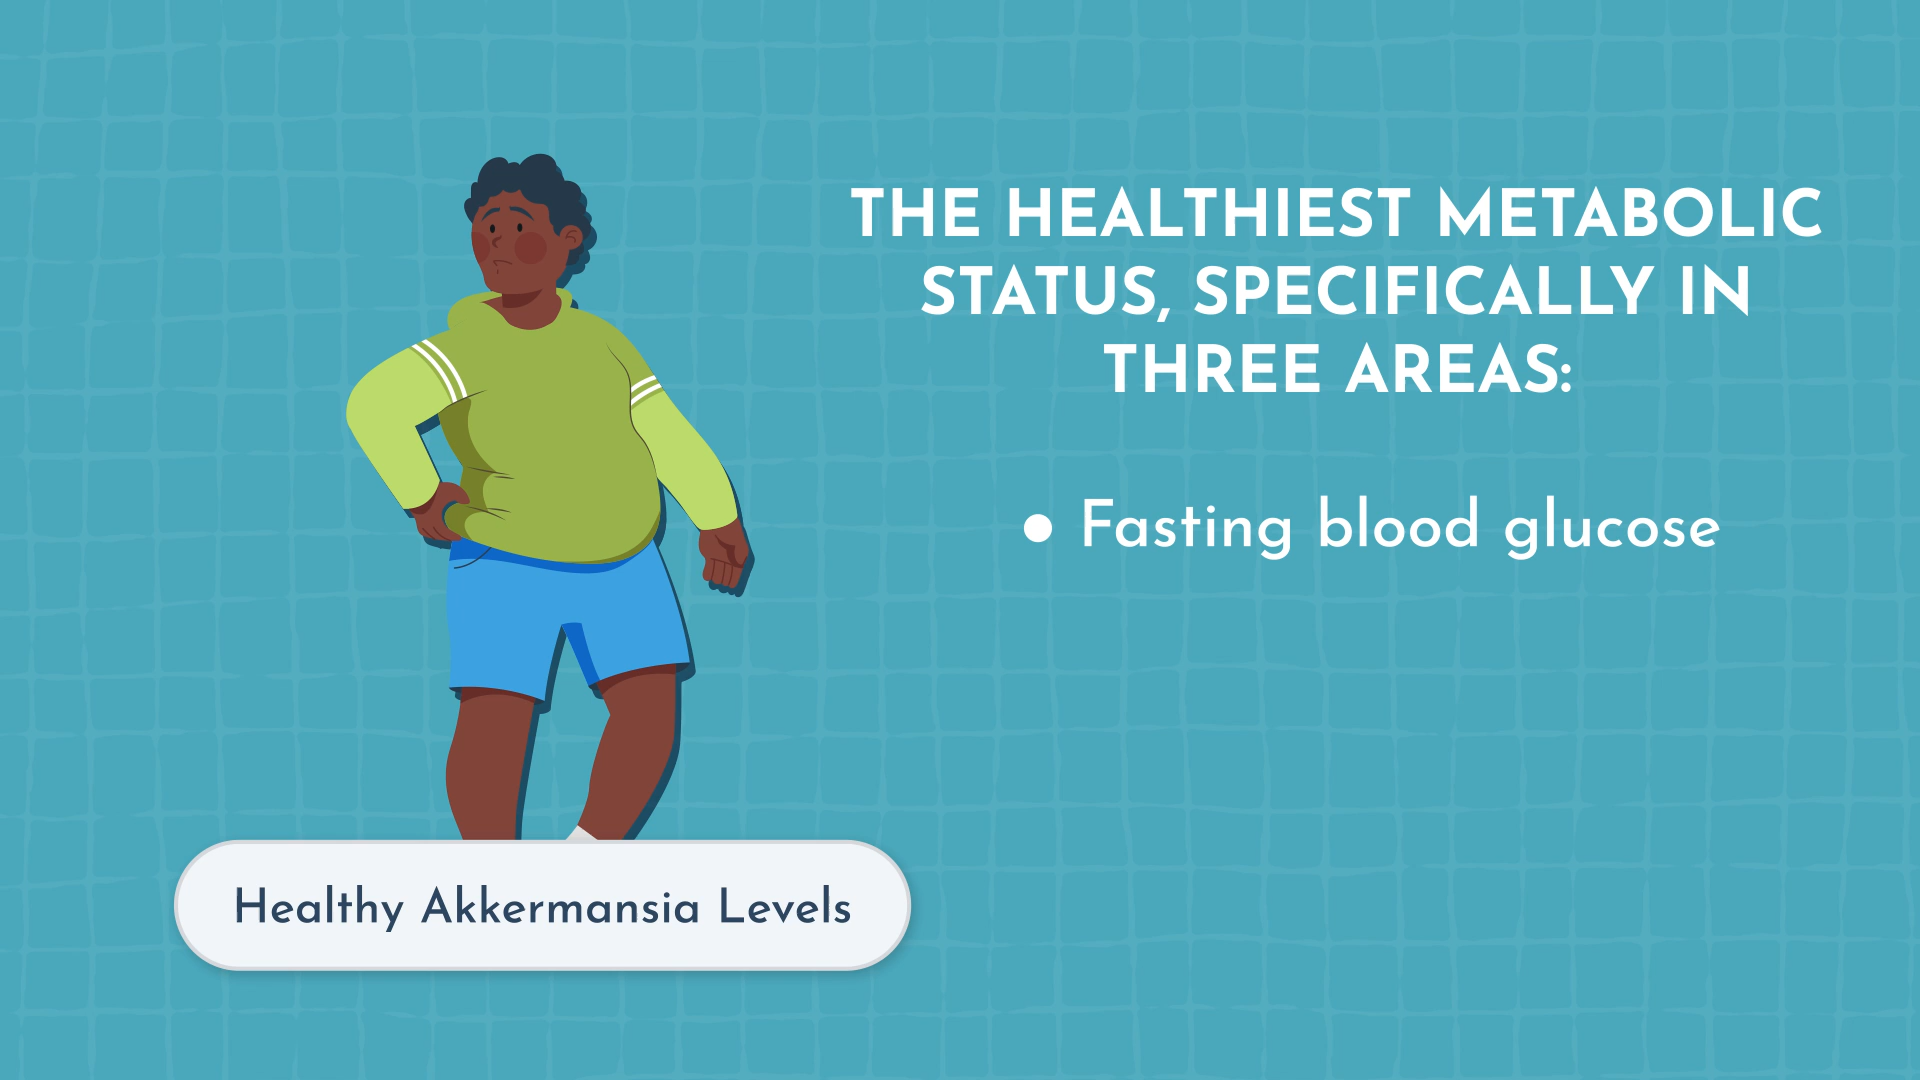 THE HEALTHIEST METABOLIC
STATUS, SPECIFICALLY IN
THREE AREAS:
● Fasting blood glucose
Healthy Akkermansia Levels